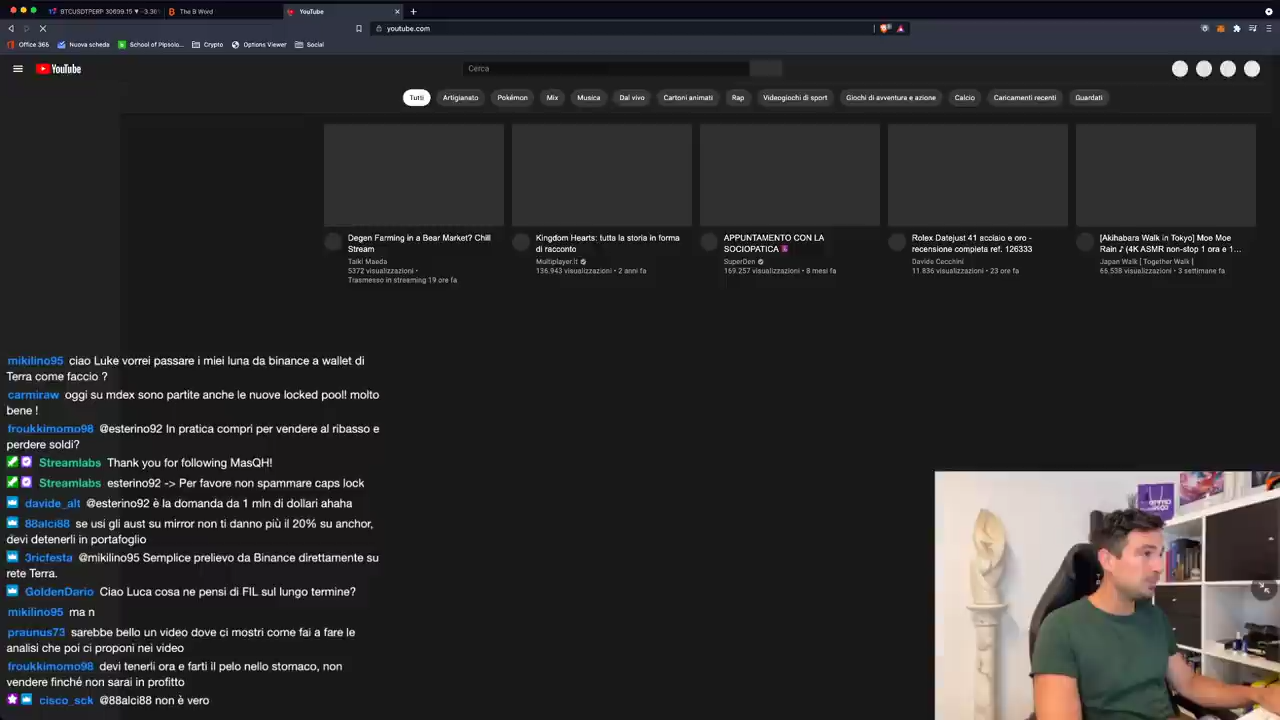 BTCUSDTPERP 30699.15 ▼ −3.36%
The B Word
YouTube
youtube.com
Office 365
Nuova scheda
School of Pipsolo...
Crypto
Options Viewer
Social
YouTube
Cerca
Tutti
Artigianato
Pokémon
Mix
Musica
Dal vivo
Cartoni animati
Rap
Videogiochi di sport
Giochi di avventura e azione
Calcio
Caricamenti recenti
Guardati
Degen Farming in a Bear Market? Chill
Stream
Taiki Maeda
5372 visualizzazioni •
Trasmesso in streaming 19 ore fa
Kingdom Hearts: tutta la storia in forma
di racconto
Multiplayer.it
136.943 visualizzazioni • 2 anni fa
APPUNTAMENTO CON LA
SOCIOPATICA
SuperDen
169.257 visualizzazioni • 8 mesi fa
Rolex Datejust 41 acciaio e oro -
recensione completa ref. 126333
Davide Cecchini
11.836 visualizzazioni • 23 ore fa
[Akihabara Walk in Tokyo] Moe Moe
Rain ♪ (4K ASMR non-stop 1 ora e 1...
Japan Walk [ Together Walk ]
66.538 visualizzazioni • 3 settimane fa
mikilino95 ciao Luke vorrei passare i miei luna da binance a wallet di
Terra come faccio ?
carmiraw oggi su mdex sono partite anche le nuove locked pool! molto
bene !
froukkimomo98 @esterino92 In pratica compri per vendere al ribasso e
perdere soldi?
Streamlabs Thank you for following MasQH!
Streamlabs esterino92 -> Per favore non spammare caps lock
davide_alt @esterino92 è la domanda da 1 mln di dollari ahaha
88alci88 se usi gli aust su mirror non ti danno più il 20% su anchor,
devi detenerli in portafoglio
3ricfesta @mikilino95 Semplice prelievo da Binance direttamente su
rete Terra.
GoldenDario Ciao Luca cosa ne pensi di FIL sul lungo termine?
mikilino95 ma n
praunus73 sarebbe bello un video dove ci mostri come fai a fare le
analisi che poi ci proponi nei video
froukkimomo98 devi tenerli ora e farti il pelo nello stomaco, non
vendere finché non sarai in profitto
cisco_sck @88alci88 non è vero